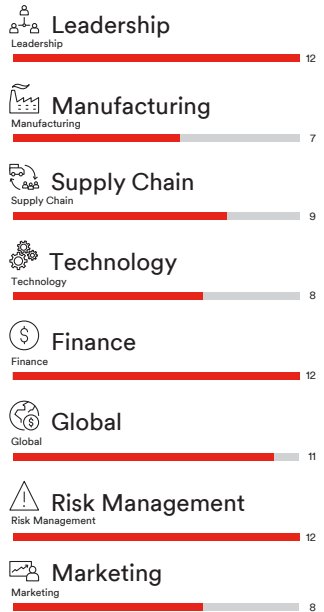 Leadership
Leadership
12
Manufacturing
Manufacturing
7
Supply Chain
Supply Chain
9
Technology
Technology
8
$ Finance
Finance
12
$ Global
Global
11
Risk Management
Risk Management
12
Marketing
Marketing
8